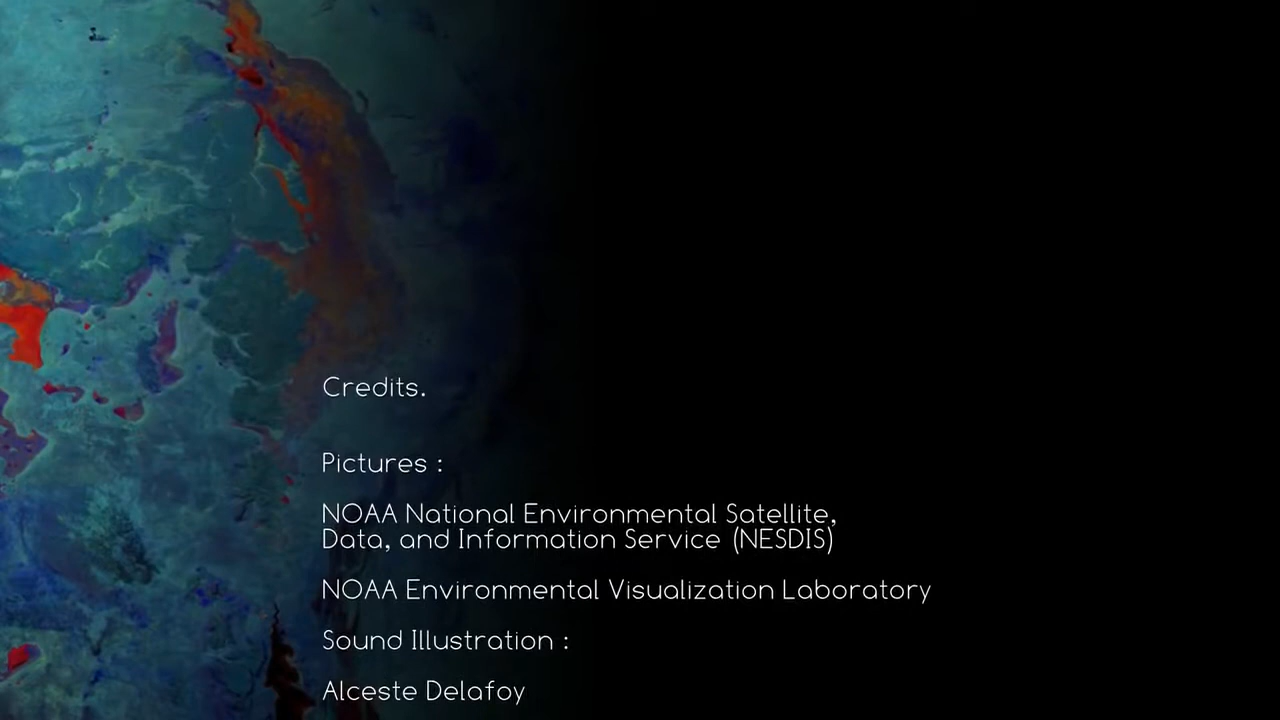 Credits.
Pictures :
NOAA National Environmental Satellite,
Data, and Information Service (NESDIS)
NOAA Environmental Visualization Laboratory
Sound Illustration :
Alceste Delafoy